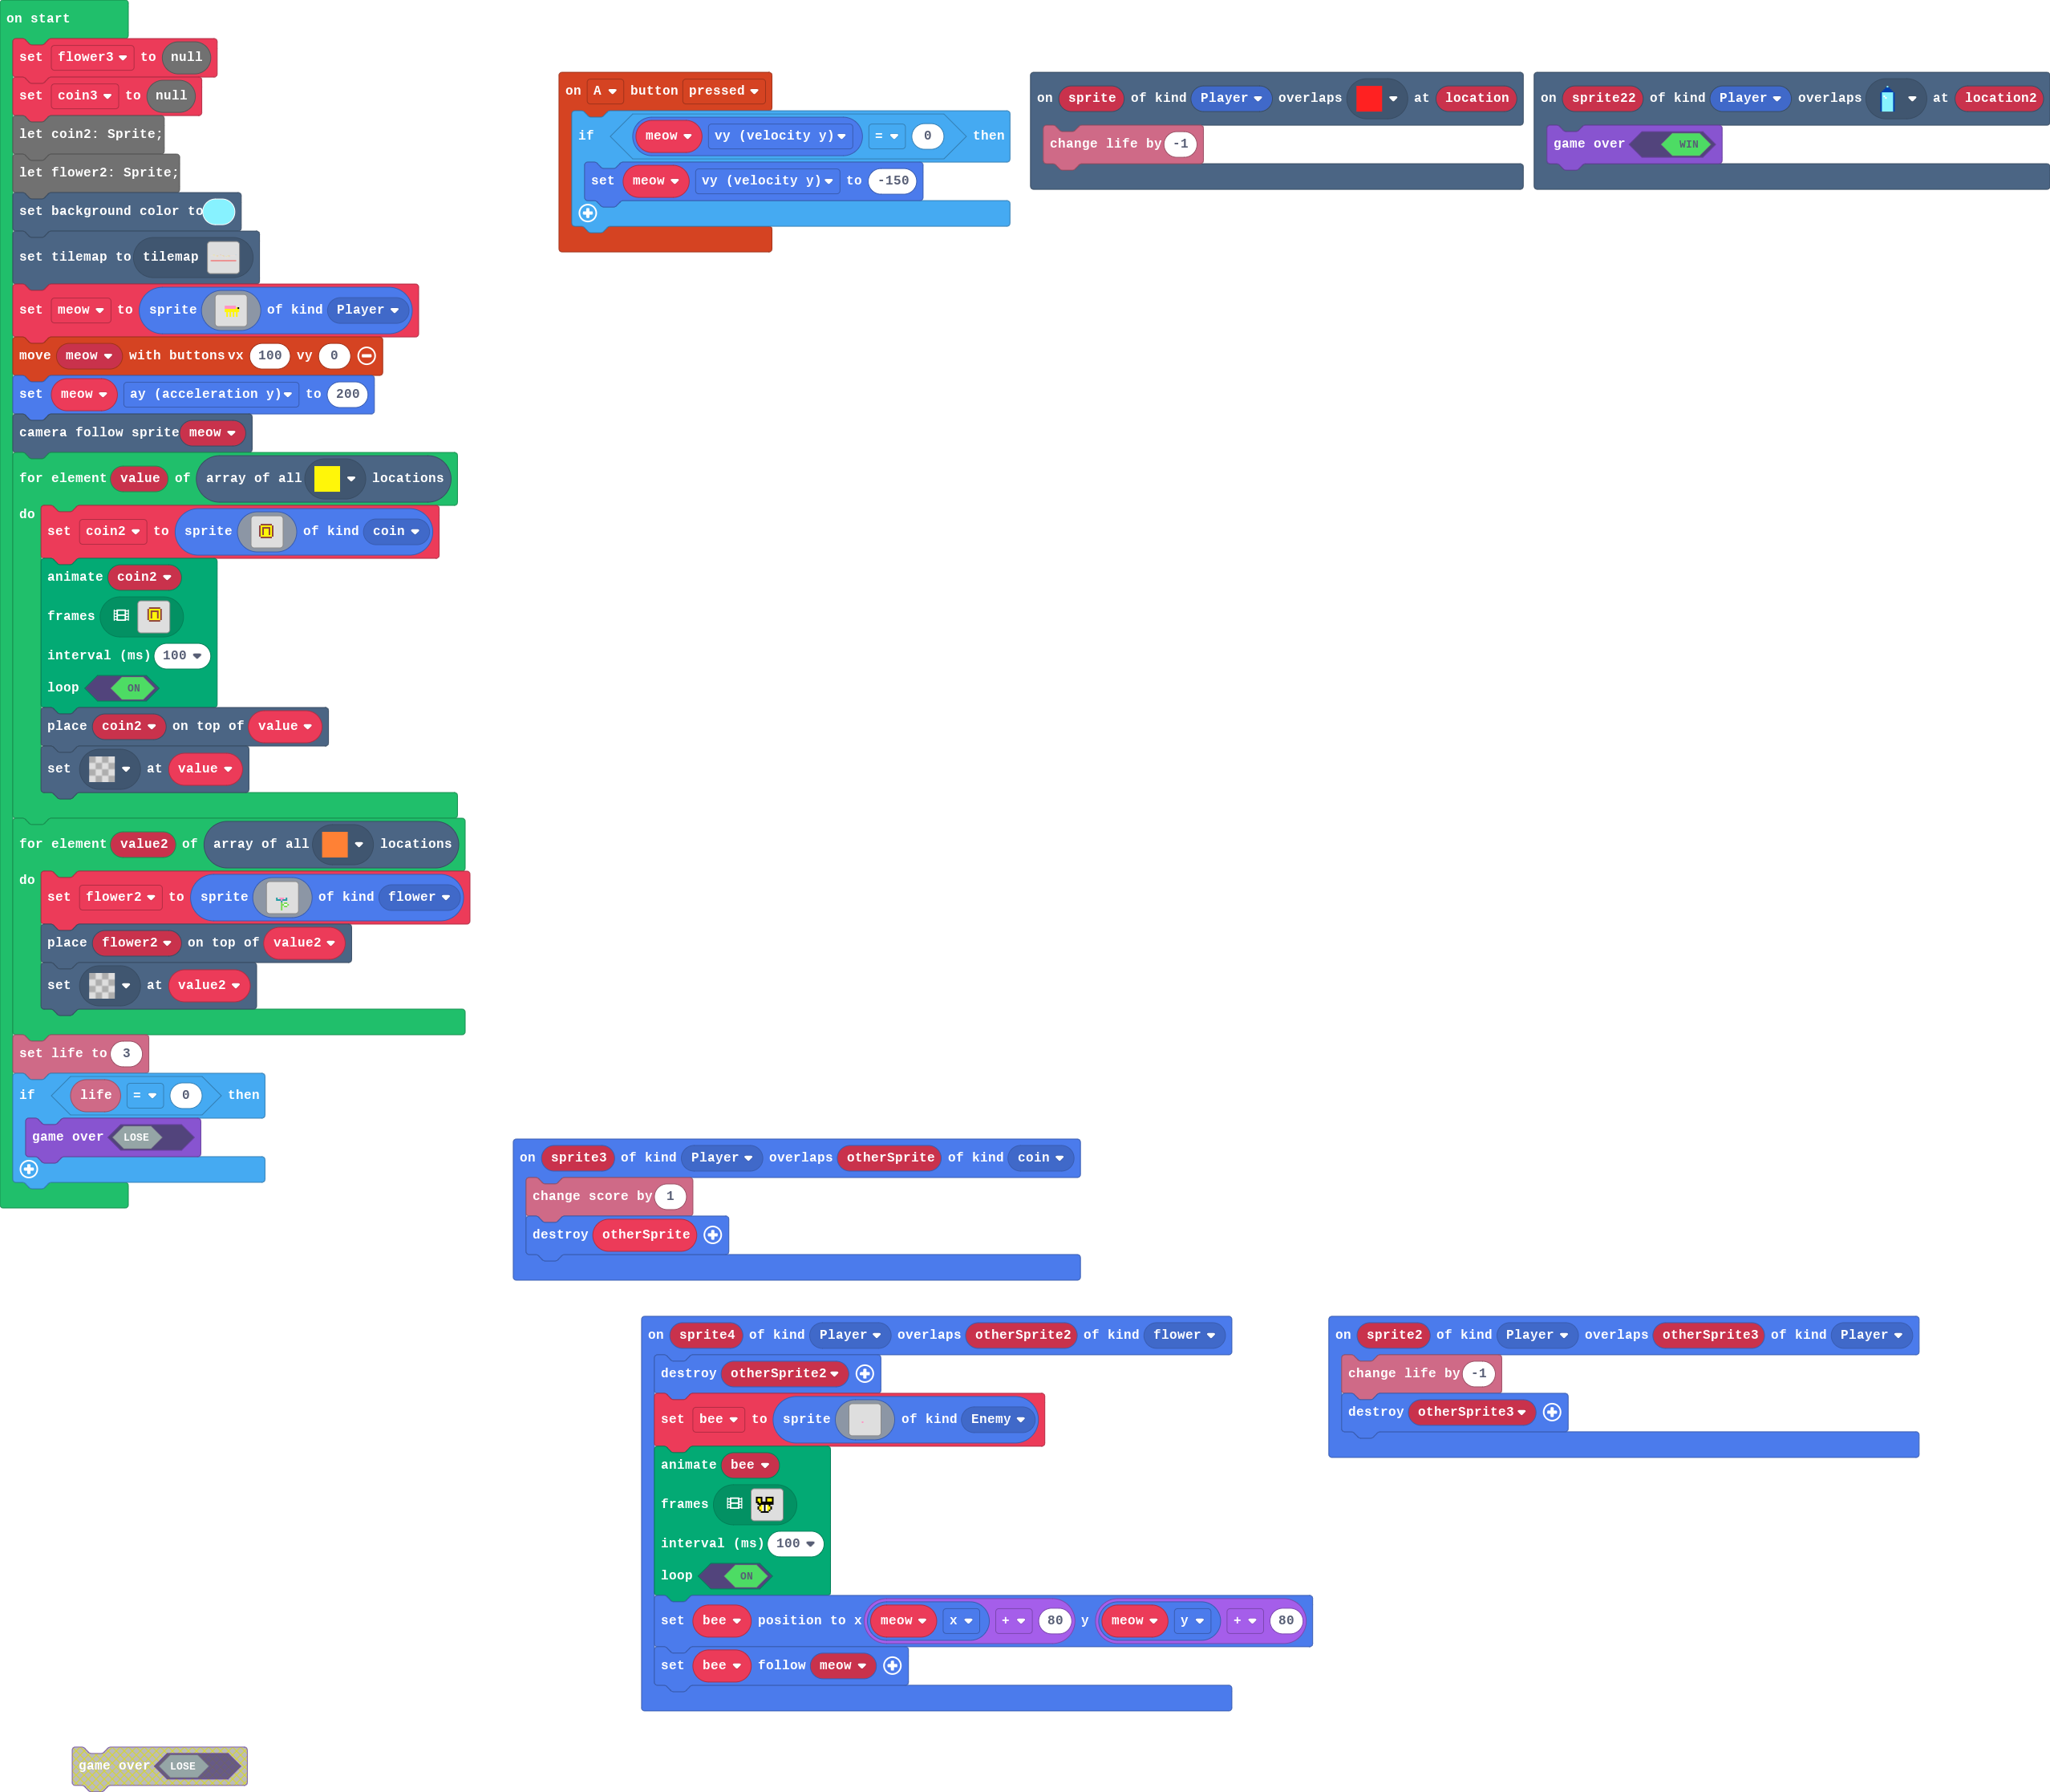 on start
set flower3 to null
set coin3 to null
let coin2: Sprite;
let flower2: Sprite;
set background color to
set tilemap to tilemap
set meow to sprite of kind Player
move meow with buttons vx 100 vy 0
set meow ay (acceleration y) to 200
camera follow sprite meow
for element value of array of all locations
do
set coin2 to sprite of kind coin
animate coin2
frames
interval (ms) 100
loop ON
place coin2 on top of value
set at value
for element value2 of array of all locations
do
set flower2 to sprite of kind flower
place flower2 on top of value2
set at value2
set life to 3
if life = 0 then
game over LOSE
on A button pressed
if meow vy (velocity y) = 0 then
set meow vy (velocity y) to -150
on sprite of kind Player overlaps at location
change life by -1
on sprite22 of kind Player overlaps at location2
game over WIN
on sprite3 of kind Player overlaps otherSprite of kind coin
change score by 1
destroy otherSprite
on sprite4 of kind Player overlaps otherSprite2 of kind flower
destroy otherSprite2
set bee to sprite of kind Enemy
animate bee
frames
interval (ms) 100
loop ON
set bee position to x meow x + 80 y meow y + 80
set bee follow meow
on sprite2 of kind Player overlaps otherSprite3 of kind Player
change life by -1
destroy otherSprite3
game over LOSE